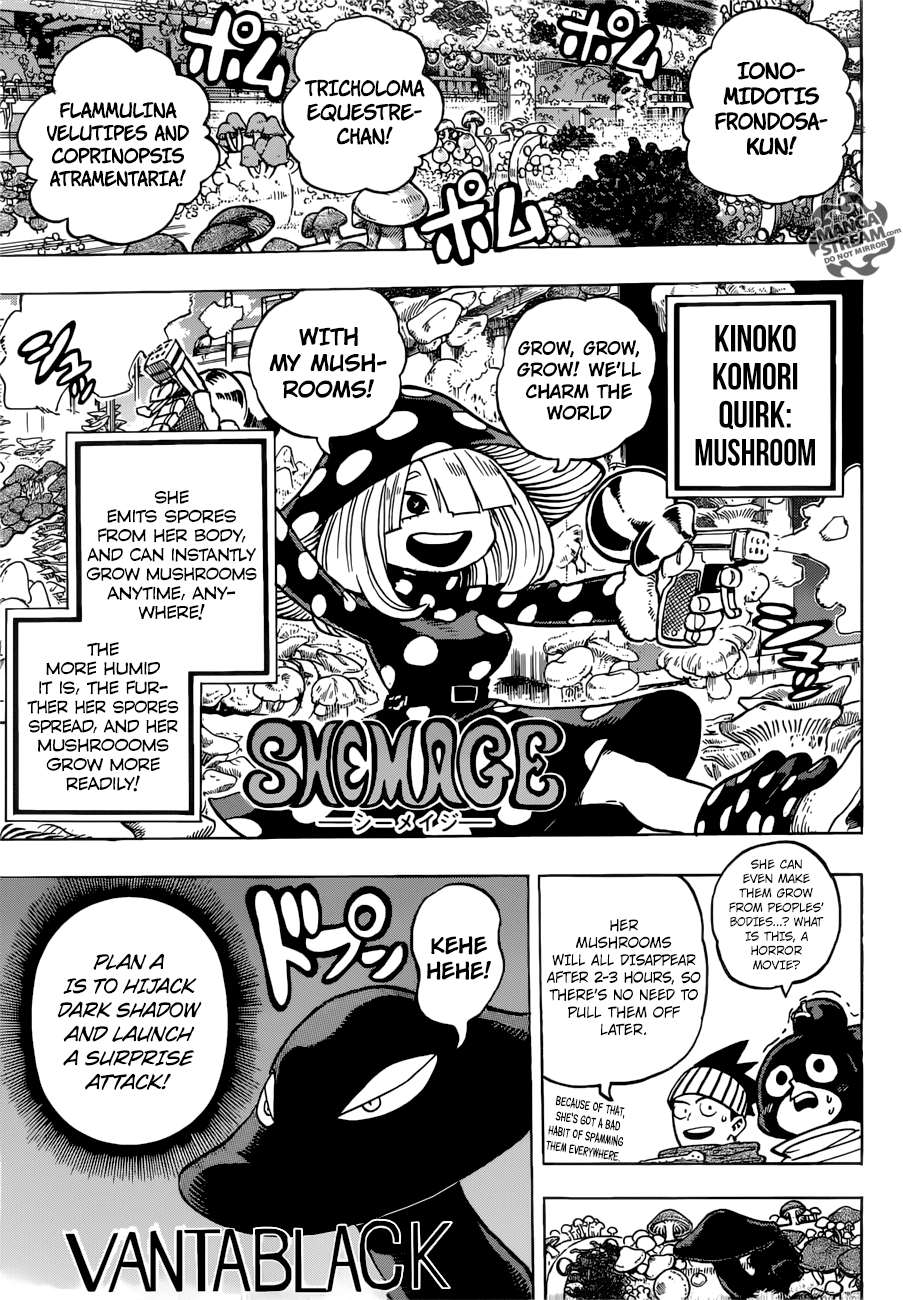 ポム
ポム
IONO-
MIDOTIS
FRONDOSA-
KUN!
TRICHOLOMA
EQUESTRE-
CHAN!
FLAMMULINA
VELUTIPES AND
COPRINOPSIS
ATRAMENTARIA!
ポム
MANGA
STREAM.com
DO NOT MIRROR
KINOKO
KOMORI
QUIRK:
MUSHROOM
GROW, GROW,
GROW! WE'LL
CHARM THE
WORLD
WITH
MY MUSH-
ROOMS!
シュッ
シュッ
SHE
EMITS SPORES
FROM HER BODY,
AND CAN INSTANTLY
GROW MUSHROOMS
ANYTIME, ANY-
WHERE!
THE
MORE HUMID
IT IS, THE FUR-
THER HER SPORES
SPREAD, AND HER
MUSHROOOMS
GROW MORE
READILY!
SHEMAGE
シーメイジ
SHE CAN
EVEN MAKE
THEM GROW
FROM PEOPLES'
BODIES...? WHAT
IS THIS, A
HORROR
MOVIE?
HER
MUSHROOMS
WILL ALL DISAPPEAR
AFTER 2-3 HOURS, SO
THERE'S NO NEED TO
PULL THEM OFF
LATER.
BECAUSE OF THAT,
SHE'S GOT A BAD
HABIT OF SPAMMING
THEM EVERYWHERE.
ドプン
KEHE
HEHE!
PLAN A
IS TO HIJACK
DARK SHADOW
AND LAUNCH
A SURPRISE
ATTACK!
VANTABLACK